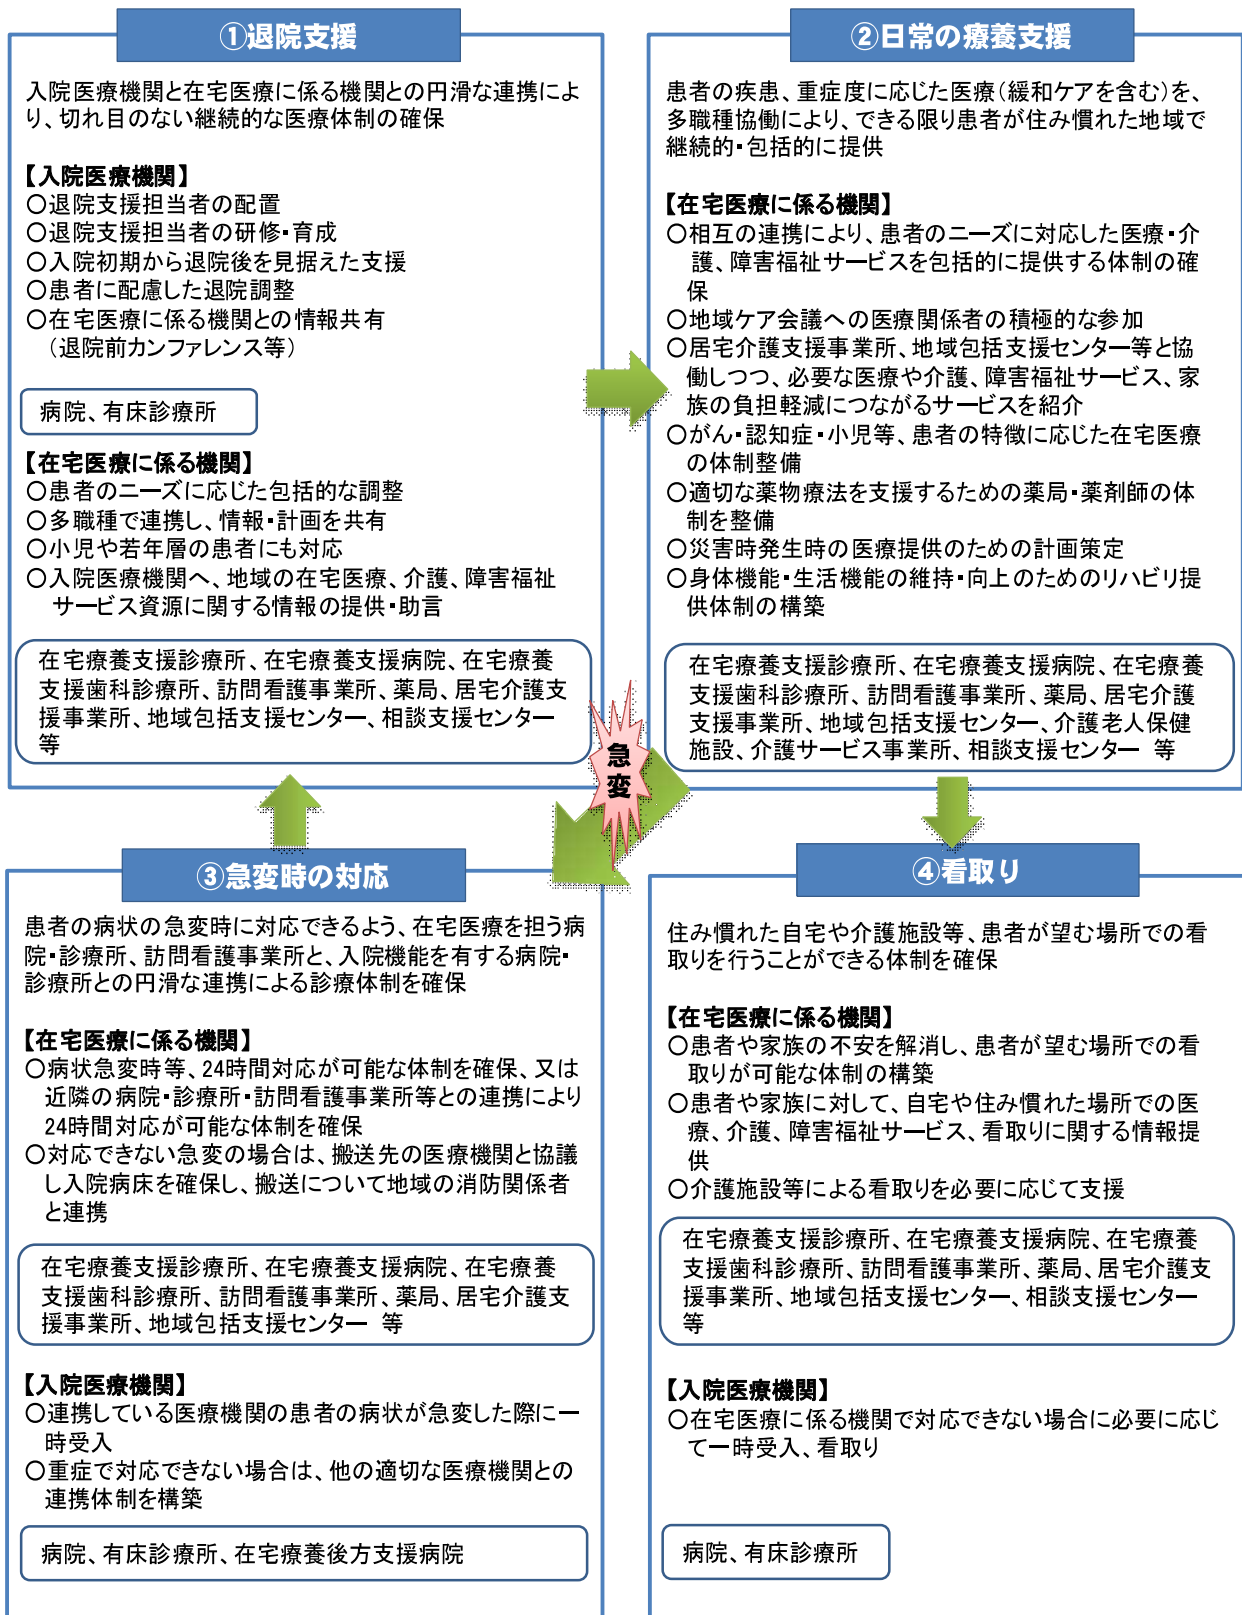 ①退院支援
入院医療機関と在宅医療に係る機関との円滑な連携によ
り、切れ目のない継続的な医療体制の確保
【入院医療機関】
○退院支援担当者の配置
○退院支援担当者の研修・育成
○入院初期から退院後を見据えた支援
○患者に配慮した退院調整
○在宅医療に係る機関との情報共有
（退院前カンファレンス等）
病院、有床診療所
【在宅医療に係る機関】
○患者のニーズに応じた包括的な調整
○多職種で連携し、情報・計画を共有
○小児や若年層の患者にも対応
○入院医療機関へ、地域の在宅医療、介護、障害福祉
サービス資源に関する情報の提供・助言
在宅療養支援診療所、在宅療養支援病院、在宅療養
支援歯科診療所、訪問看護事業所、薬局、居宅介護支
援事業所、地域包括支援センター、相談支援センター
等
②日常の療養支援
患者の疾患、重症度に応じた医療（緩和ケアを含む）を、
多職種協働により、できる限り患者が住み慣れた地域で
継続的・包括的に提供
【在宅医療に係る機関】
○相互の連携により、患者のニーズに対応した医療・介
護、障害福祉サービスを包括的に提供する体制の確
保
○地域ケア会議への医療関係者の積極的な参加
○居宅介護支援事業所、地域包括支援センター等と協
働しつつ、必要な医療や介護、障害福祉サービス、家
族の負担軽減につながるサービスを紹介
○がん・認知症・小児等、患者の特徴に応じた在宅医療
の体制整備
○適切な薬物療法を支援するための薬局・薬剤師の体
制を整備
○災害時発生時の医療提供のための計画策定
○身体機能・生活機能の維持・向上のためのリハビリ提
供体制の構築
在宅療養支援診療所、在宅療養支援病院、在宅療養
支援歯科診療所、訪問看護事業所、薬局、居宅介護
支援事業所、地域包括支援センター、介護老人保健
施設、介護サービス事業所、相談支援センター 等
急
変
③急変時の対応
患者の病状の急変時に対応できるよう、在宅医療を担う病
院・診療所、訪問看護事業所と、入院機能を有する病院・
診療所との円滑な連携による診療体制を確保
【在宅医療に係る機関】
○病状急変時等、24時間対応が可能な体制を確保、又は
近隣の病院・診療所・訪問看護事業所等との連携により
24時間対応が可能な体制を確保
○対応できない急変の場合は、搬送先の医療機関と協議
し入院病床を確保し、搬送について地域の消防関係者
と連携
在宅療養支援診療所、在宅療養支援病院、在宅療養
支援歯科診療所、訪問看護事業所、薬局、居宅介護支
援事業所、地域包括支援センター 等
【入院医療機関】
○連携している医療機関の患者の病状が急変した際に一
時受入
○重症で対応できない場合は、他の適切な医療機関との
連携体制を構築
病院、有床診療所、在宅療養後方支援病院
④看取り
住み慣れた自宅や介護施設等、患者が望む場所での看
取りを行うことができる体制を確保
【在宅医療に係る機関】
○患者や家族の不安を解消し、患者が望む場所での看
取りが可能な体制の構築
○患者や家族に対して、自宅や住み慣れた場所での医
療、介護、障害福祉サービス、看取りに関する情報提
供
○介護施設等による看取りを必要に応じて支援
在宅療養支援診療所、在宅療養支援病院、在宅療養
支援歯科診療所、訪問看護事業所、薬局、居宅介護支
援事業所、地域包括支援センター、相談支援センター
等
【入院医療機関】
○在宅医療に係る機関で対応できない場合に必要に応じ
て一時受入、看取り
病院、有床診療所